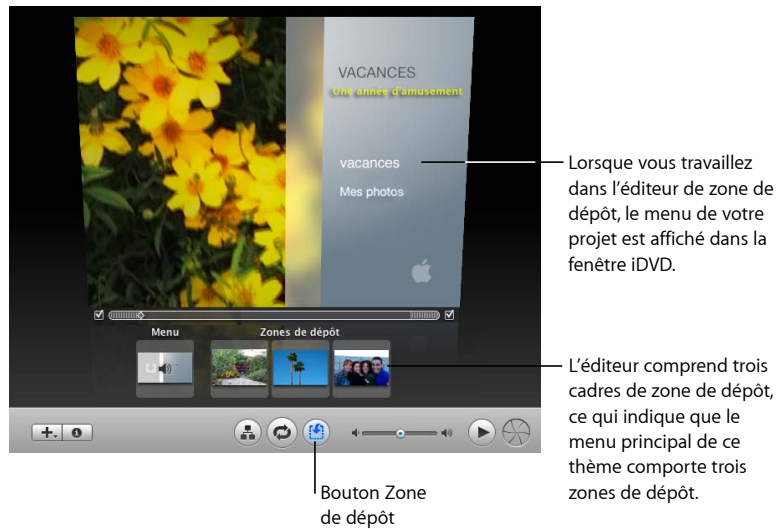 VACANCES
Une année d'amusement
vacances
Mes photos
Menu
Zones de dépôt
Lorsque vous travaillez
dans l'éditeur de zone de
dépôt, le menu de votre
projet est affiché dans la
fenêtre iDVD.
L'éditeur comprend trois
cadres de zone de dépôt,
ce qui indique que le
menu principal de ce
thème comporte trois
zones de dépôt.
Bouton Zone
de dépôt